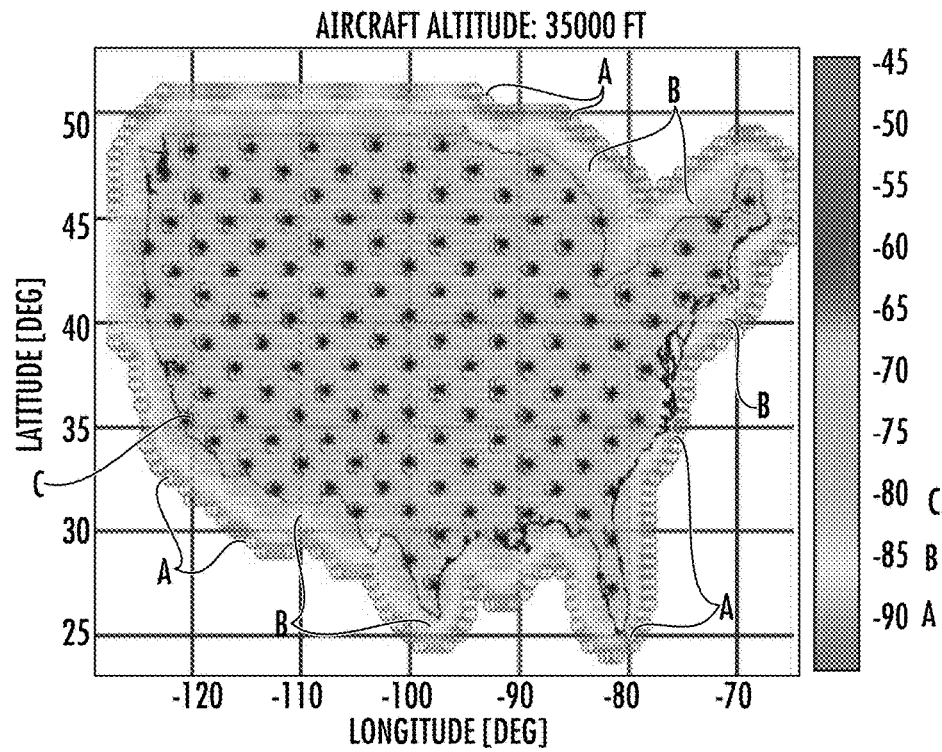 AIRCRAFT ALTITUDE: 35000 FT
A
B
50
45
40
35
30
25
LATITUDE [DEG]
C
A
B
B
A
-120 -110 -100 -90 -80 -70
LONGITUDE [DEG]
-45
-50
-55
-60
-65
-70
-75
-80 C
-85 B
-90 A